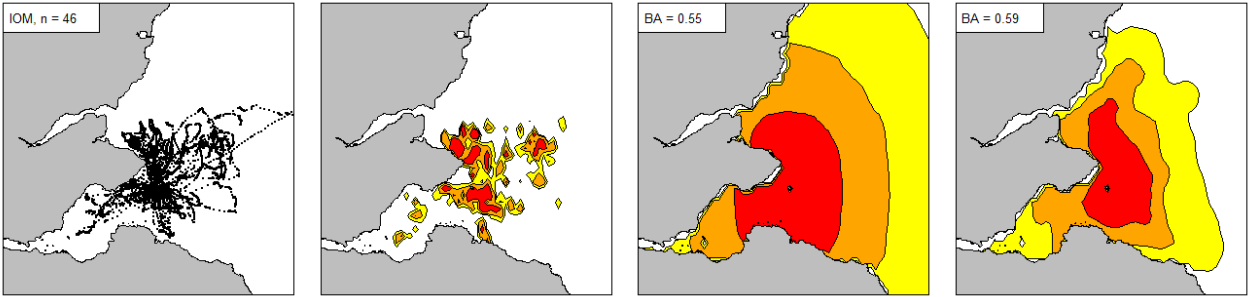 IOM, n = 46
BA = 0.55
BA = 0.59